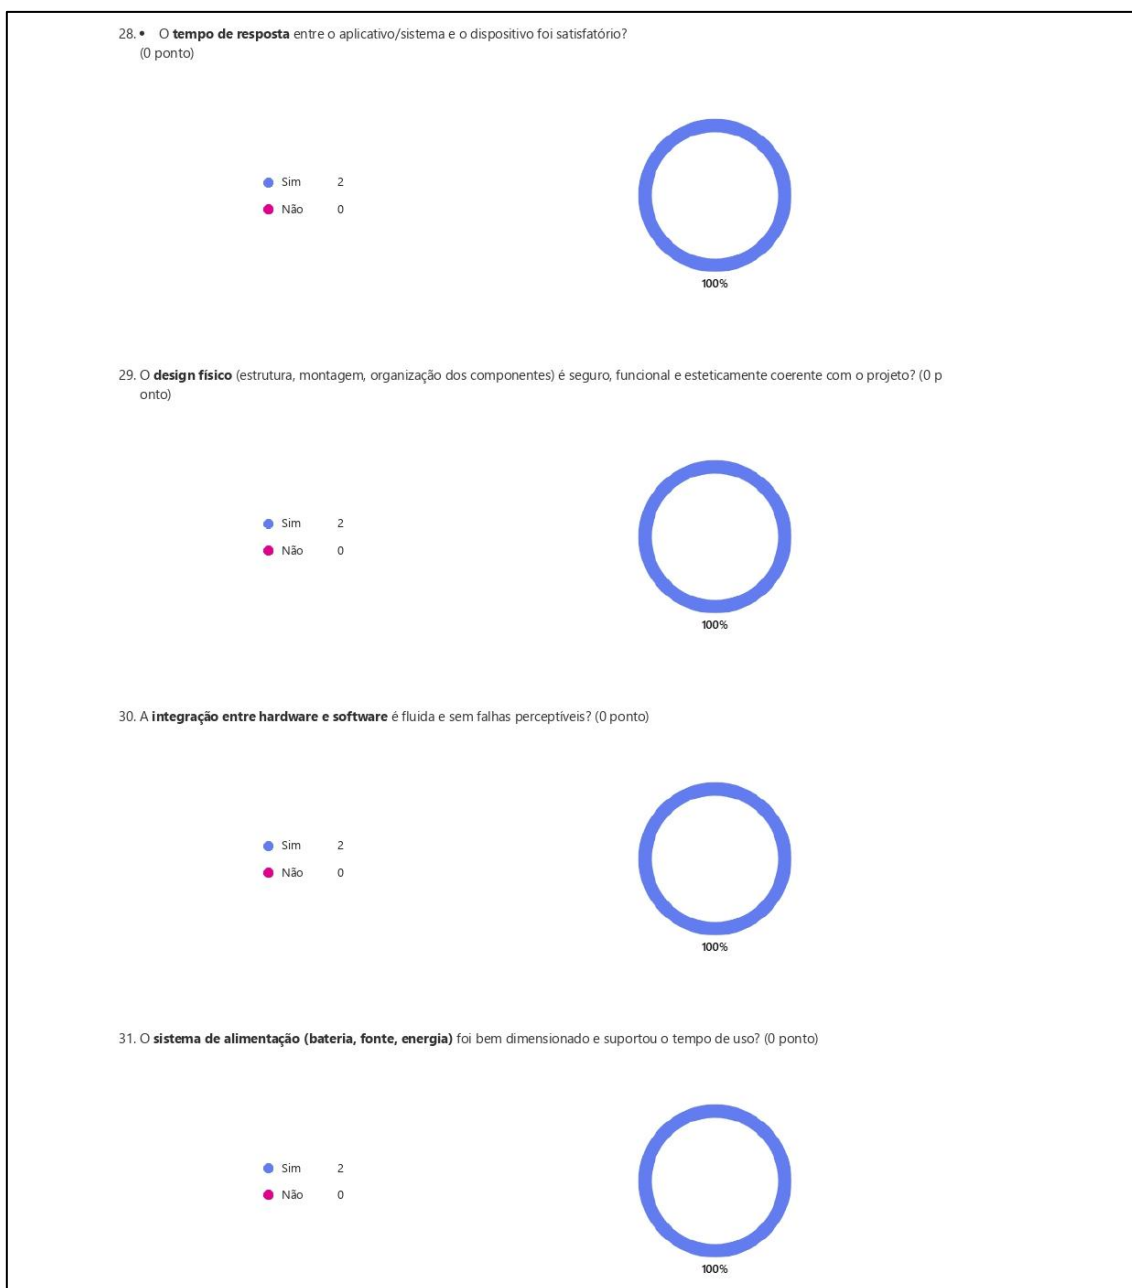 28. • O tempo de resposta entre o aplicativo/sistema e o dispositivo foi satisfatório?
(0 ponto)
Sim 2
Não 0
100%
29. O design físico (estrutura, montagem, organização dos componentes) é seguro, funcional e esteticamente coerente com o projeto? (0 p
onto)
Sim 2
Não 0
100%
30. A integração entre hardware e software é fluida e sem falhas perceptíveis? (0 ponto)
Sim 2
Não 0
100%
31. O sistema de alimentação (bateria, fonte, energia) foi bem dimensionado e suportou o tempo de uso? (0 ponto)
Sim 2
Não 0
100%